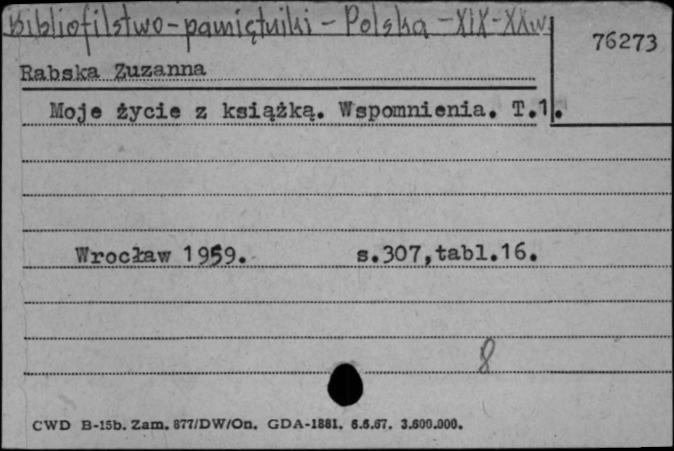 Bibliofilstwo - pamiętniki - Polska - XIX-XXw.
76273
Rabska Zuzanna
Moje życie z książką. Wspomnienia. T.1.
Wrocław 1959. s.307,tabl.16.
8
CWD B-15b. Zam. 877/DW/On. GDA-1881. 6.5.67. 3.600.000.